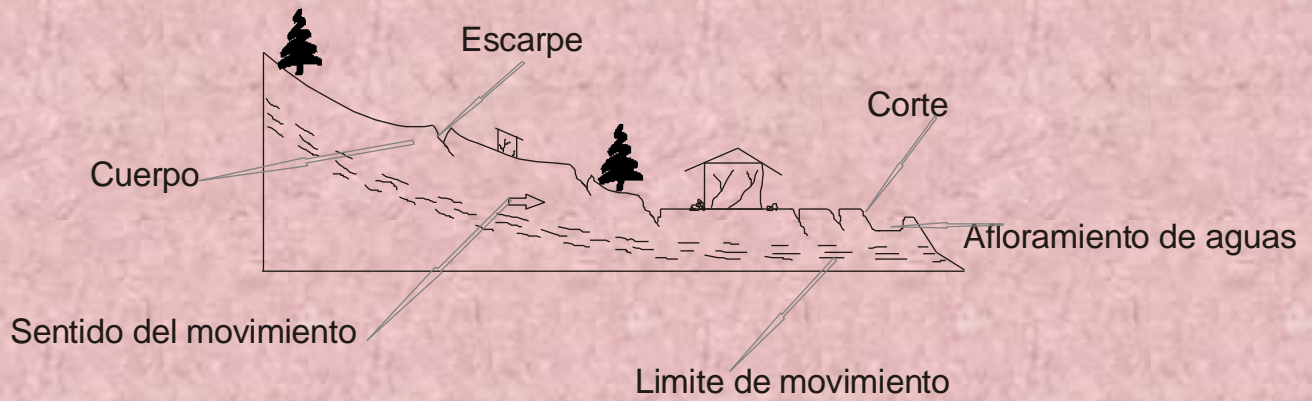 Escarpe
Corte
Cuerpo
Afloramiento de aguas
Sentido del movimiento
Limite de movimiento